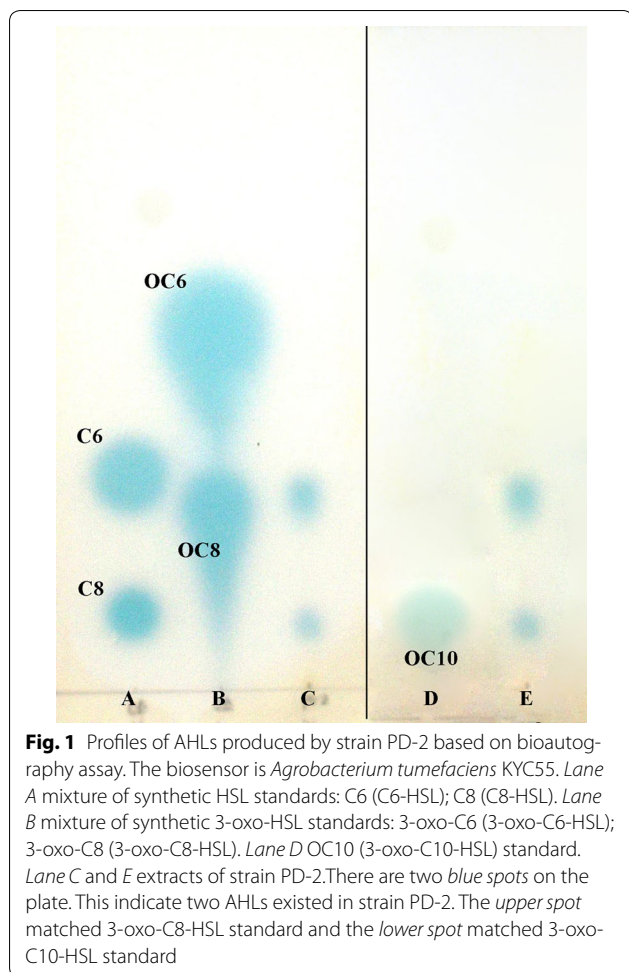 OC6
C6
OC8
C8
OC10
A B C D E
Fig. 1 Profiles of AHLs produced by strain PD-2 based on bioautog-
raphy assay. The biosensor is Agrobacterium tumefaciens KYC55. Lane
A mixture of synthetic HSL standards: C6 (C6-HSL); C8 (C8-HSL). Lane
B mixture of synthetic 3-oxo-HSL standards: 3-oxo-C6 (3-oxo-C6-HSL);
3-oxo-C8 (3-oxo-C8-HSL). Lane D OC10 (3-oxo-C10-HSL) standard.
Lane C and E extracts of strain PD-2.There are two blue spots on the
plate. This indicate two AHLs existed in strain PD-2. The upper spot
matched 3-oxo-C8-HSL standard and the lower spot matched 3-oxo-
C10-HSL standard